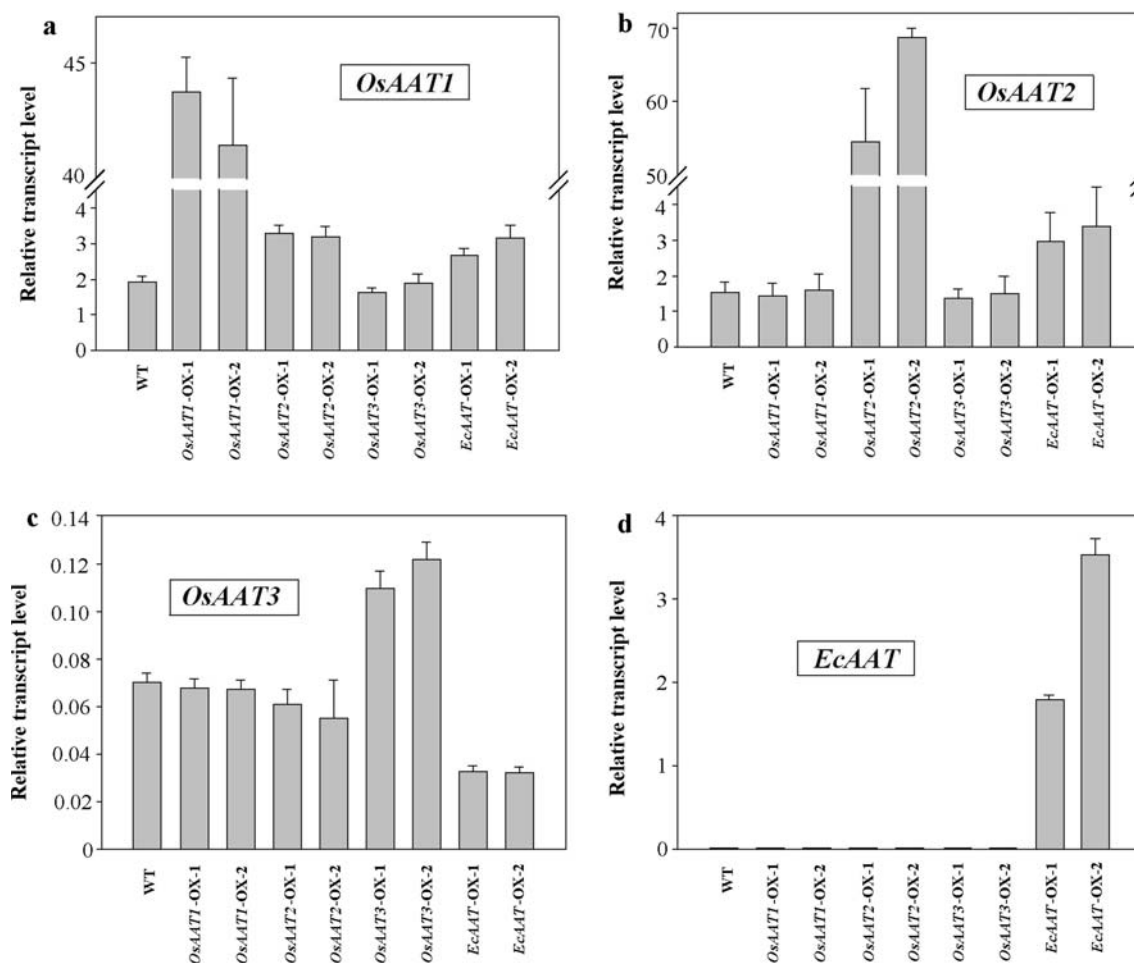 a
OsAAT1
Relative transcript level
45
40
4
3
2
1
0
WT
OsAAT1-OX-1
OsAAT1-OX-2
OsAAT2-OX-1
OsAAT2-OX-2
OsAAT3-OX-1
OsAAT3-OX-2
EcAAT-OX-1
EcAAT-OX-2
b
OsAAT2
Relative transcript level
70
60
50
4
3
2
1
0
WT
OsAAT1-OX-1
OsAAT1-OX-2
OsAAT2-OX-1
OsAAT2-OX-2
OsAAT3-OX-1
OsAAT3-OX-2
EcAAT-OX-1
EcAAT-OX-2
c
OsAAT3
Relative transcript level
0.14
0.12
0.10
0.08
0.06
0.04
0.02
0
WT
OsAAT1-OX-1
OsAAT1-OX-2
OsAAT2-OX-1
OsAAT2-OX-2
OsAAT3-OX-1
OsAAT3-OX-2
EcAAT-OX-1
EcAAT-OX-2
d
EcAAT
Relative transcript level
4
3
2
1
0
WT
OsAAT1-OX-1
OsAAT1-OX-2
OsAAT2-OX-1
OsAAT2-OX-2
OsAAT3-OX-1
OsAAT3-OX-2
EcAAT-OX-1
EcAAT-OX-2